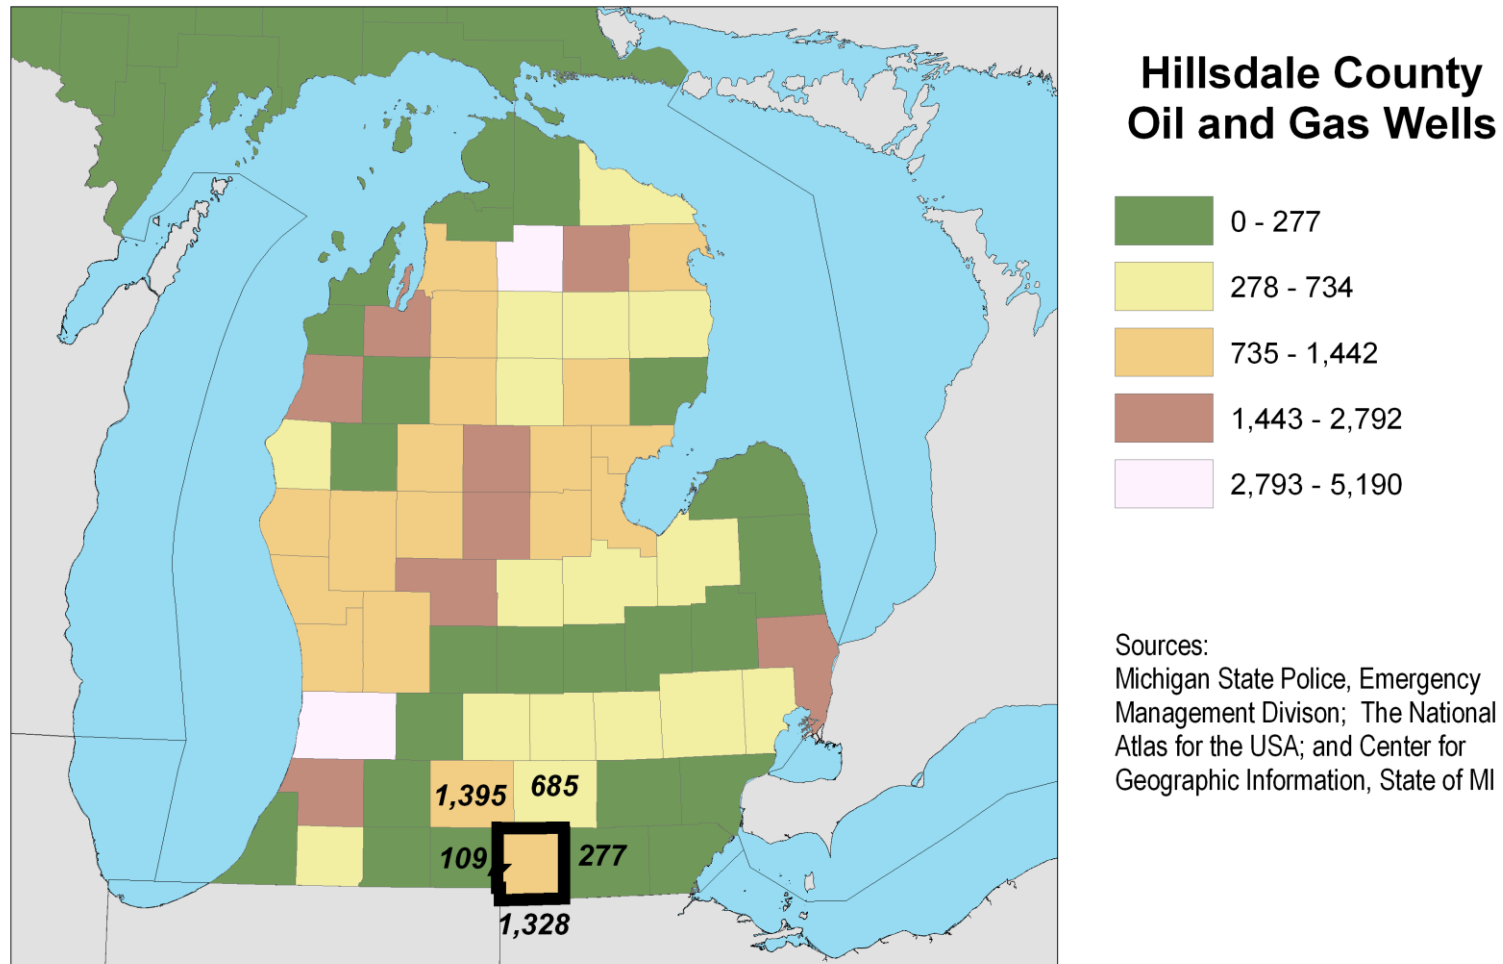 Hillsdale County
Oil and Gas Wells
0 - 277
278 - 734
735 - 1,442
1,443 - 2,792
2,793 - 5,190
Sources:
Michigan State Police, Emergency
Management Divison; The National
Atlas for the USA; and Center for
Geographic Information, State of MI
1,395
685
109
277
1,328